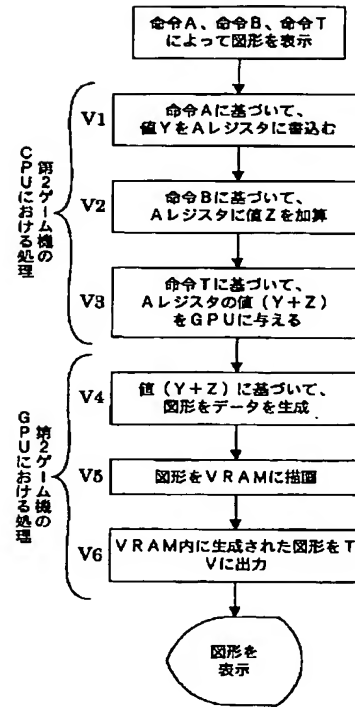 命令A、命令B、命令T
によって図形を表示
第2ゲーム機の
CPUにおける処理
V1
命令Aに基づいて、
値YをAレジスタに書込む
V2
命令Bに基づいて、
Aレジスタに値Zを加算
V3
命令Tに基づいて、
Aレジスタの値(Y+Z)
をGPUに与える
第2ゲーム機の
GPUにおける処理
V4
値(Y+Z)に基づいて、
図形をデータを生成
V5
図形をVRAMに描画
V6
VRAM内に生成された図形をT
Vに出力
図形を
表示